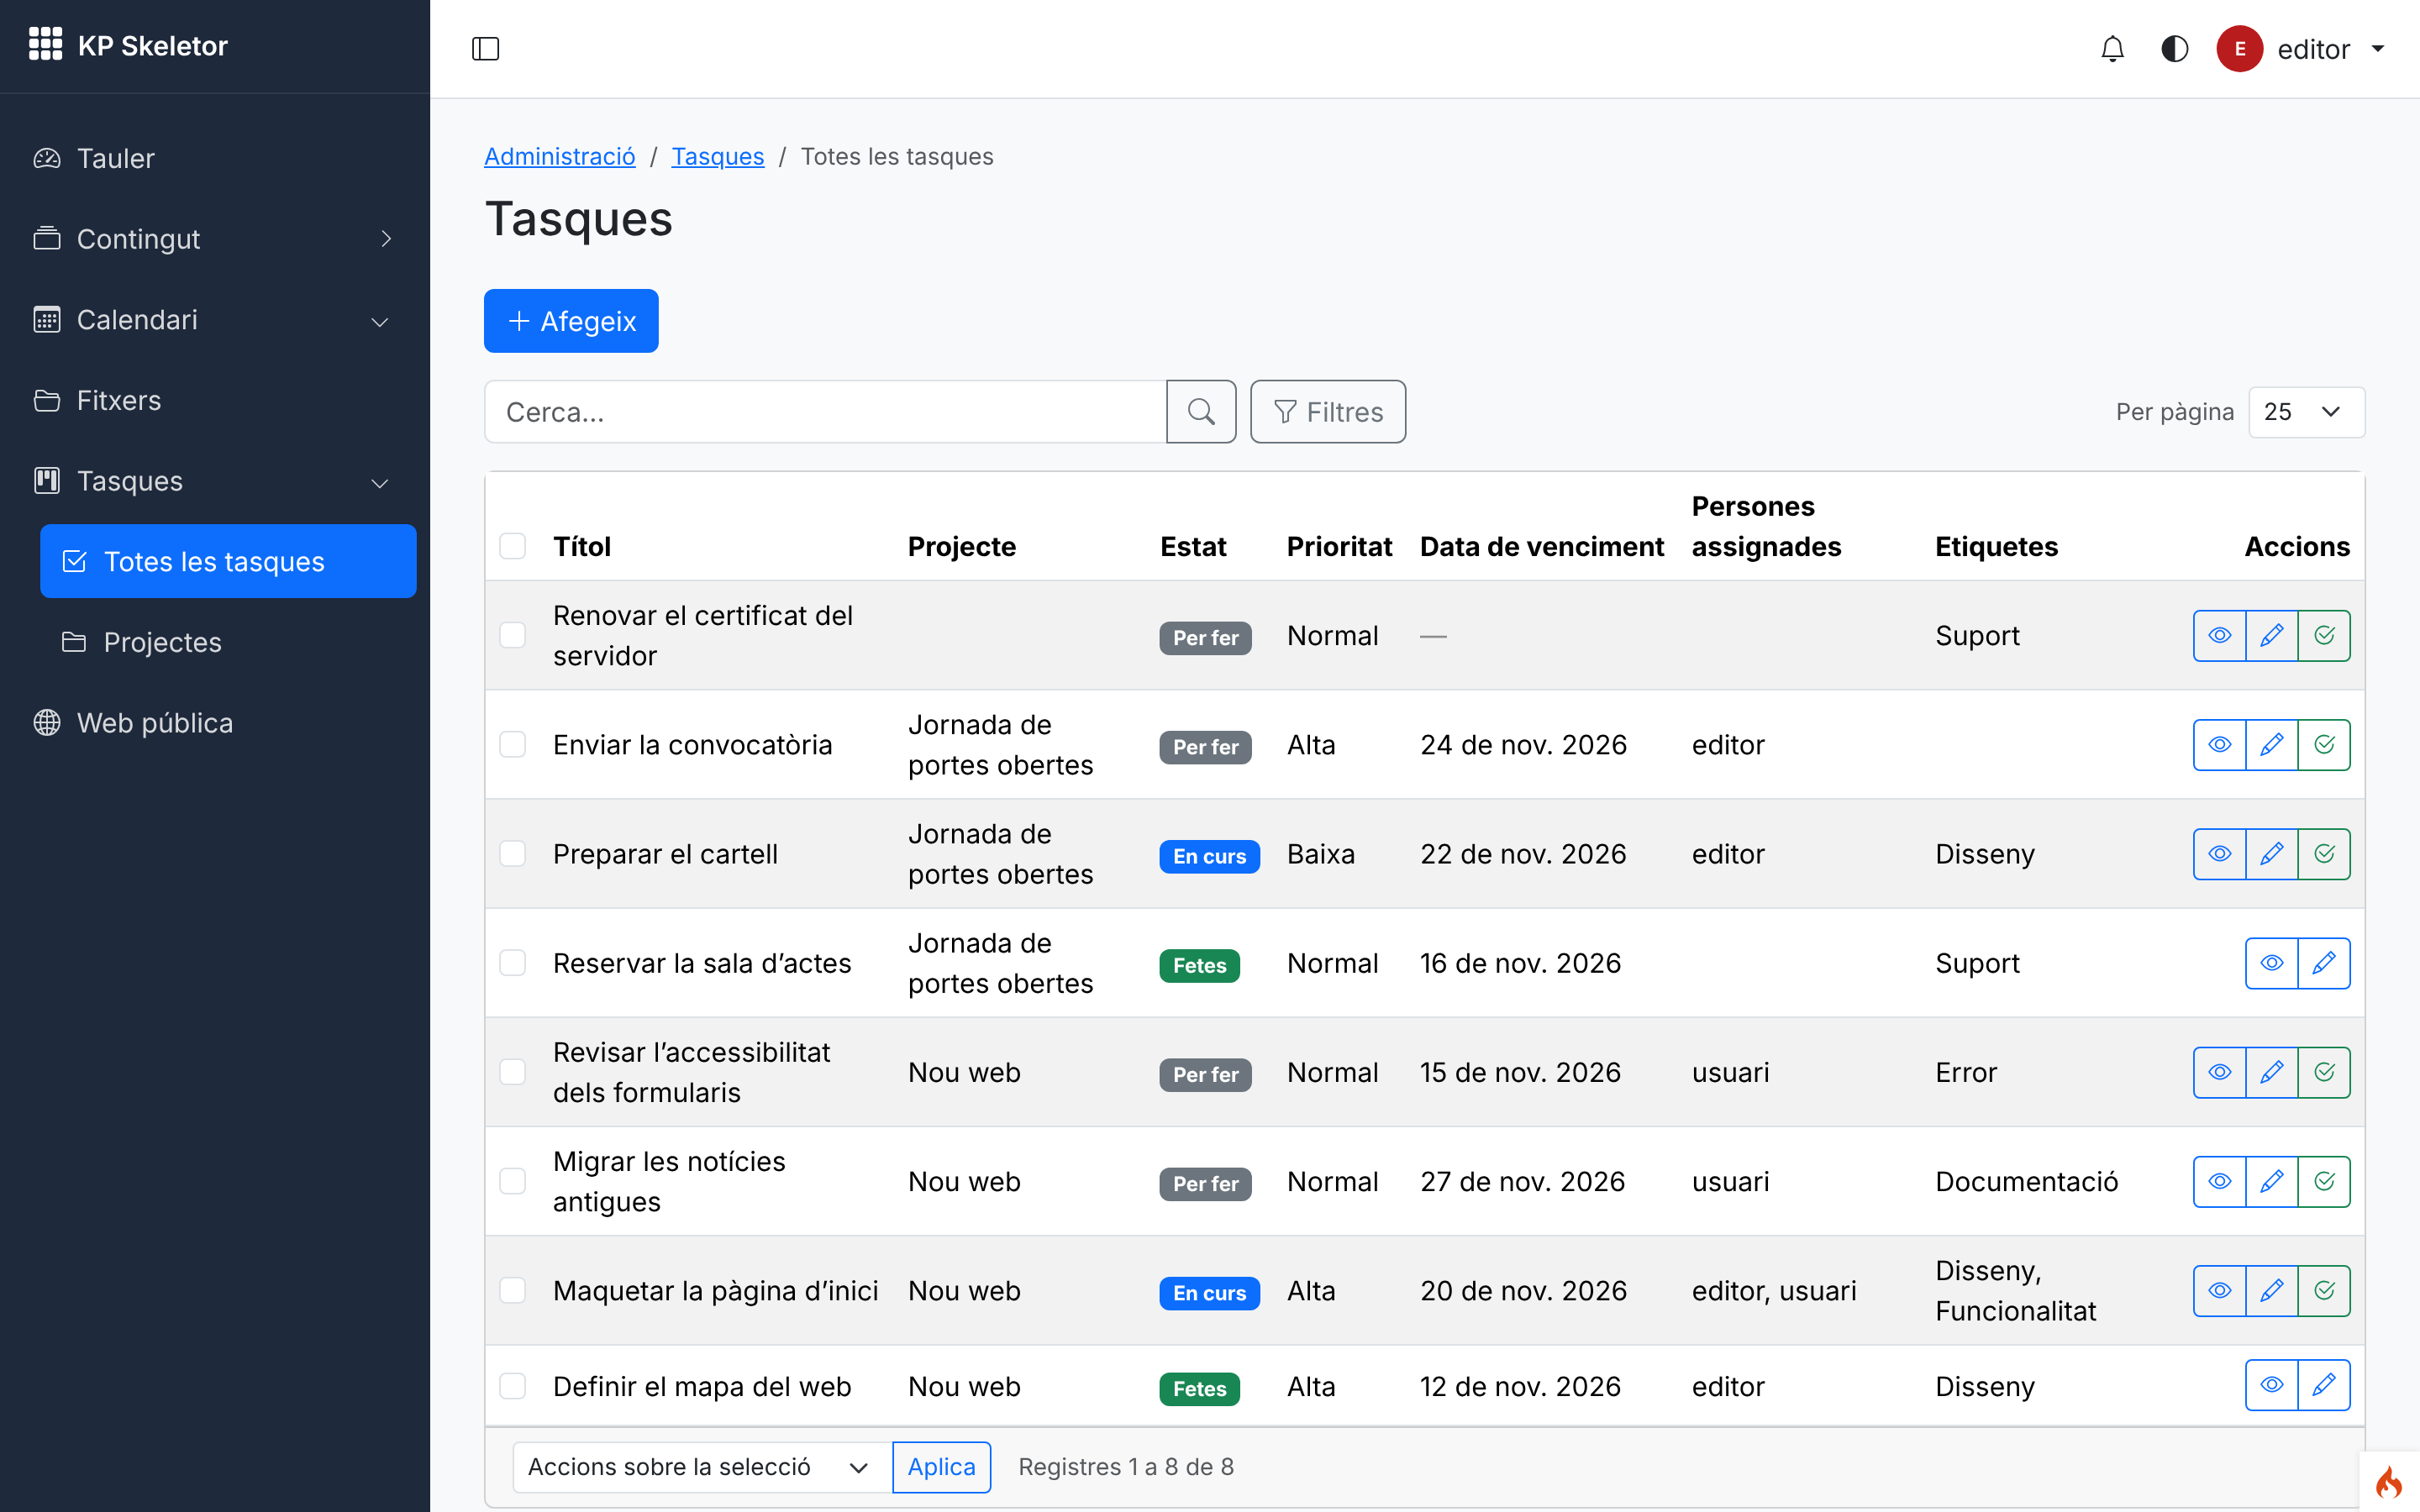 KP Skeletor
E editor
Tauler
Contingut
Calendari
Fitxers
Tasques
Totes les tasques
Projectes
Web pública
Administració / Tasques / Totes les tasques
Tasques
Afegeix
Cerca...
Filtres
Per pàgina 25
Títol Projecte Estat Prioritat Data de venciment Persones assignades Etiquetes Accions
Renovar el certificat del servidor Per fer Normal — Suport
Enviar la convocatòria Jornada de portes obertes Per fer Alta 24 de nov. 2026 editor
Preparar el cartell Jornada de portes obertes En curs Baixa 22 de nov. 2026 editor Disseny
Reservar la sala d’actes Jornada de portes obertes Fetes Normal 16 de nov. 2026 Suport
Revisar l’accessibilitat dels formularis Nou web Per fer Normal 15 de nov. 2026 usuari Error
Migrar les notícies antigues Nou web Per fer Normal 27 de nov. 2026 usuari Documentació
Maquetar la pàgina d’inici Nou web En curs Alta 20 de nov. 2026 editor, usuari Disseny, Funcionalitat
Definir el mapa del web Nou web Fetes Alta 12 de nov. 2026 editor Disseny
Accions sobre la selecció Aplica Registres 1 a 8 de 8